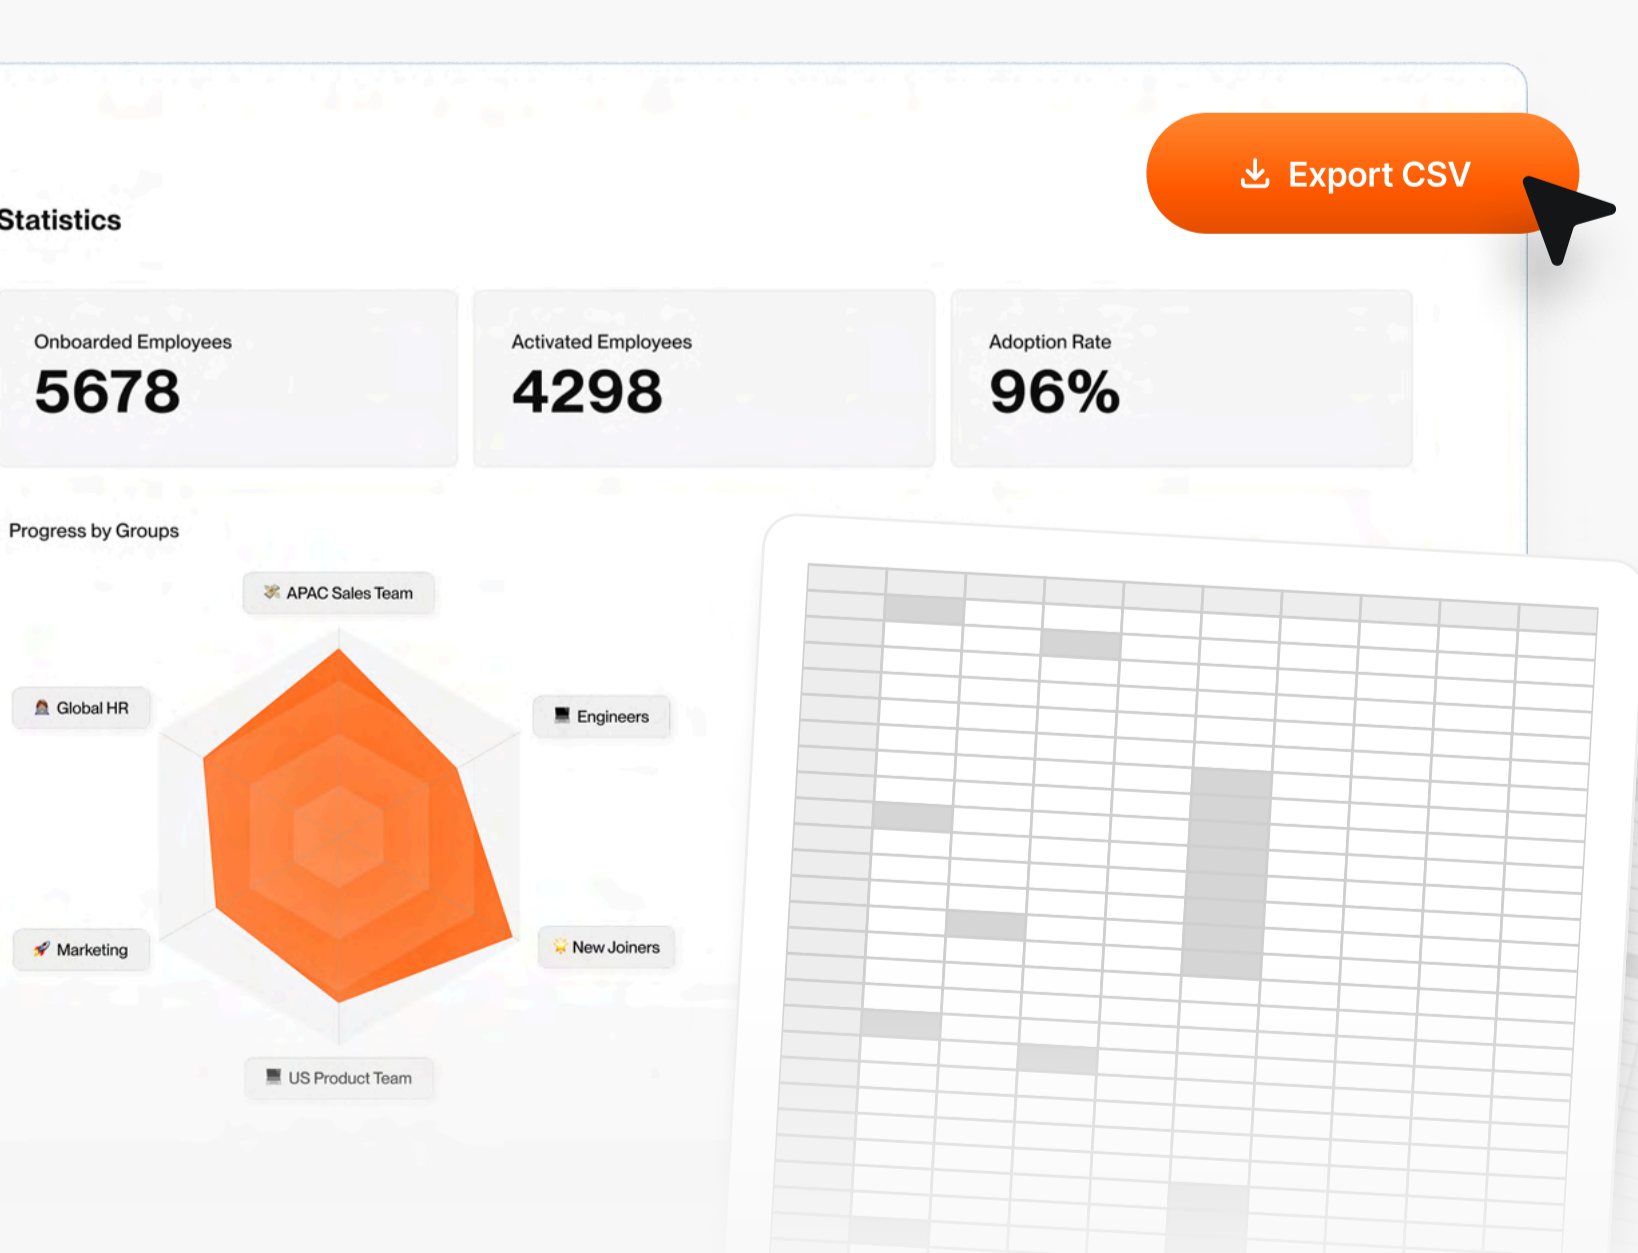 Export CSV
Statistics
Onboarded Employees
5678
Activated Employees
4298
Adoption Rate
96%
Progress by Groups
APAC Sales Team
Global HR
Engineers
Marketing
New Joiners
US Product Team